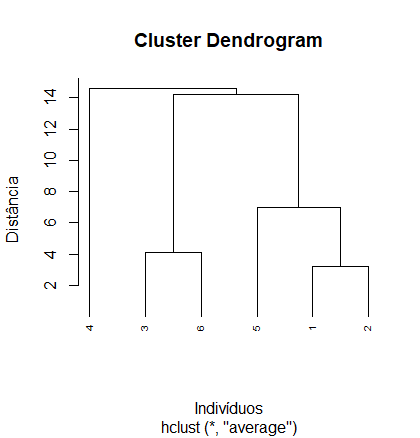 Cluster Dendrogram
Distância
14
12
10
8
6
4
2
4 3 6 5 1 2
Indivíduos
hclust (*, "average")